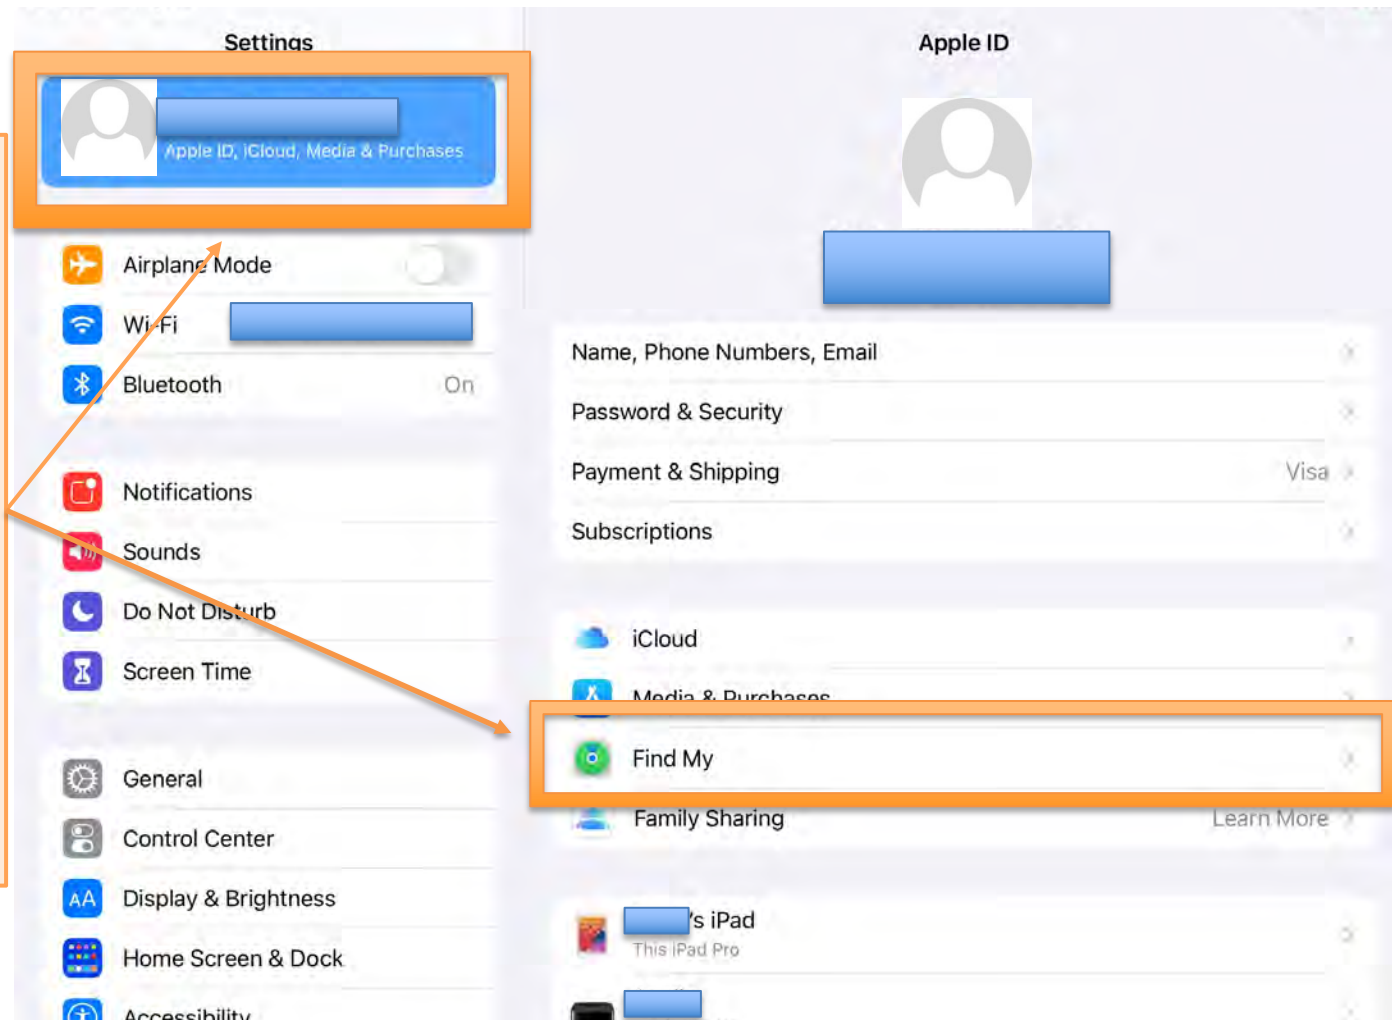 Settings
Apple ID, iCloud, Media & Purchases
Airplane Mode
Wi-Fi
Bluetooth On
Notifications
Sounds
Do Not Disturb
Screen Time
General
Control Center
AA Display & Brightness
Home Screen & Dock
Accessibility
Apple ID
Name, Phone Numbers, Email
Password & Security
Payment & Shipping Visa
Subscriptions
iCloud
Media & Purchases
Find My
Family Sharing Learn More
's iPad
This iPad Pro